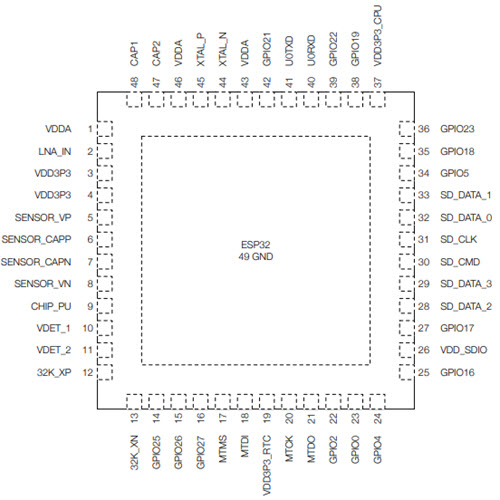 48 CAP1
47 CAP2
46 VDDA
45 XTAL_P
44 XTAL_N
43 VDDA
42 GPIO21
41 U0TXD
40 U0RXD
39 GPIO22
38 GPIO19
37 VDD3P3_CPU
VDDA 1
LNA_IN 2
VDD3P3 3
VDD3P3 4
SENSOR_VP 5
SENSOR_CAPP 6
SENSOR_CAPN 7
SENSOR_VN 8
CHIP_PU 9
VDET_1 10
VDET_2 11
32K_XP 12
ESP32
49 GND
36 GPIO23
35 GPIO18
34 GPIO5
33 SD_DATA_1
32 SD_DATA_0
31 SD_CLK
30 SD_CMD
29 SD_DATA_3
28 SD_DATA_2
27 GPIO17
26 VDD_SDIO
25 GPIO16
32K_XN 13
GPIO25 14
GPIO26 15
GPIO27 16
MTMS 17
MTDI 18
VDD3P3_RTC 19
MTCK 20
MTDO 21
GPIO2 22
GPIO0 23
GPIO4 24